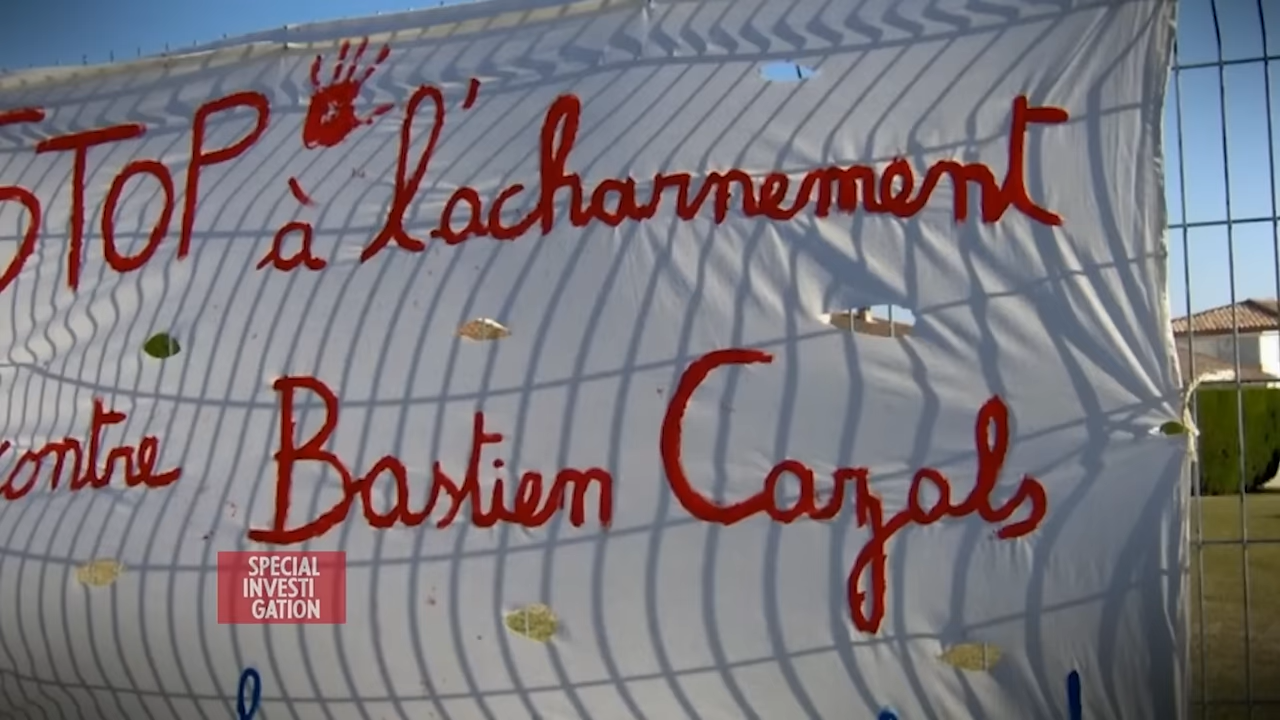 STOP à l'acharnement
contre Bastien Cazals
SPECIAL
INVESTI
GATION